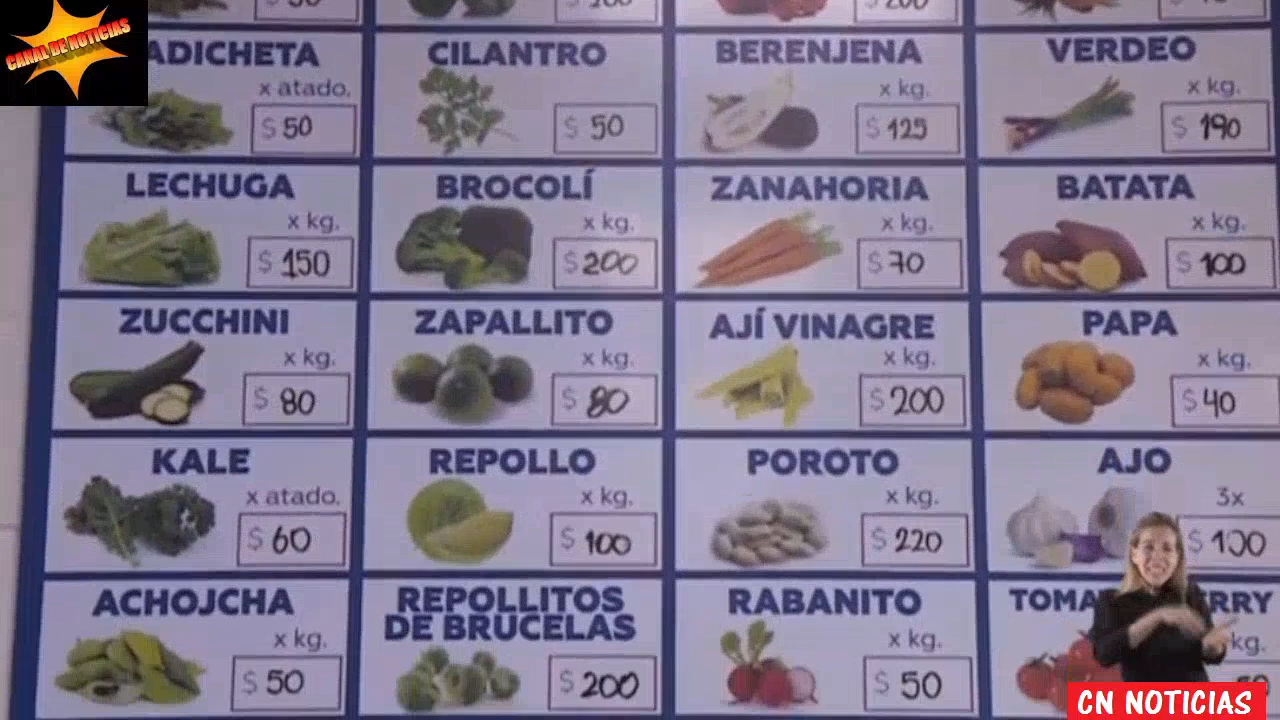 CANAL DE NOTICIAS
$ 50
$ 200
ADICHETA
x atado.
$ 50
CILANTRO
$ 50
BERENJENA
x kg.
$ 125
VERDEO
x kg.
$ 190
LECHUGA
x kg.
$ 150
BROCOLÍ
x kg.
$ 200
ZANAHORIA
x kg.
$ 70
BATATA
x kg.
$ 100
ZUCCHINI
x kg.
$ 80
ZAPALLITO
x kg.
$ 80
AJÍ VINAGRE
x kg.
$ 200
PAPA
x kg.
$ 40
KALE
x atado.
$ 60
REPOLLO
x kg.
$ 100
POROTO
x kg.
$ 220
AJO
3x
$ 100
ACHOJCHA
x kg.
$ 50
REPOLLITOS
DE BRUCELAS
$ 200
RABANITO
x kg.
$ 50
TOMA RRY
kg.
CN NOTICIAS